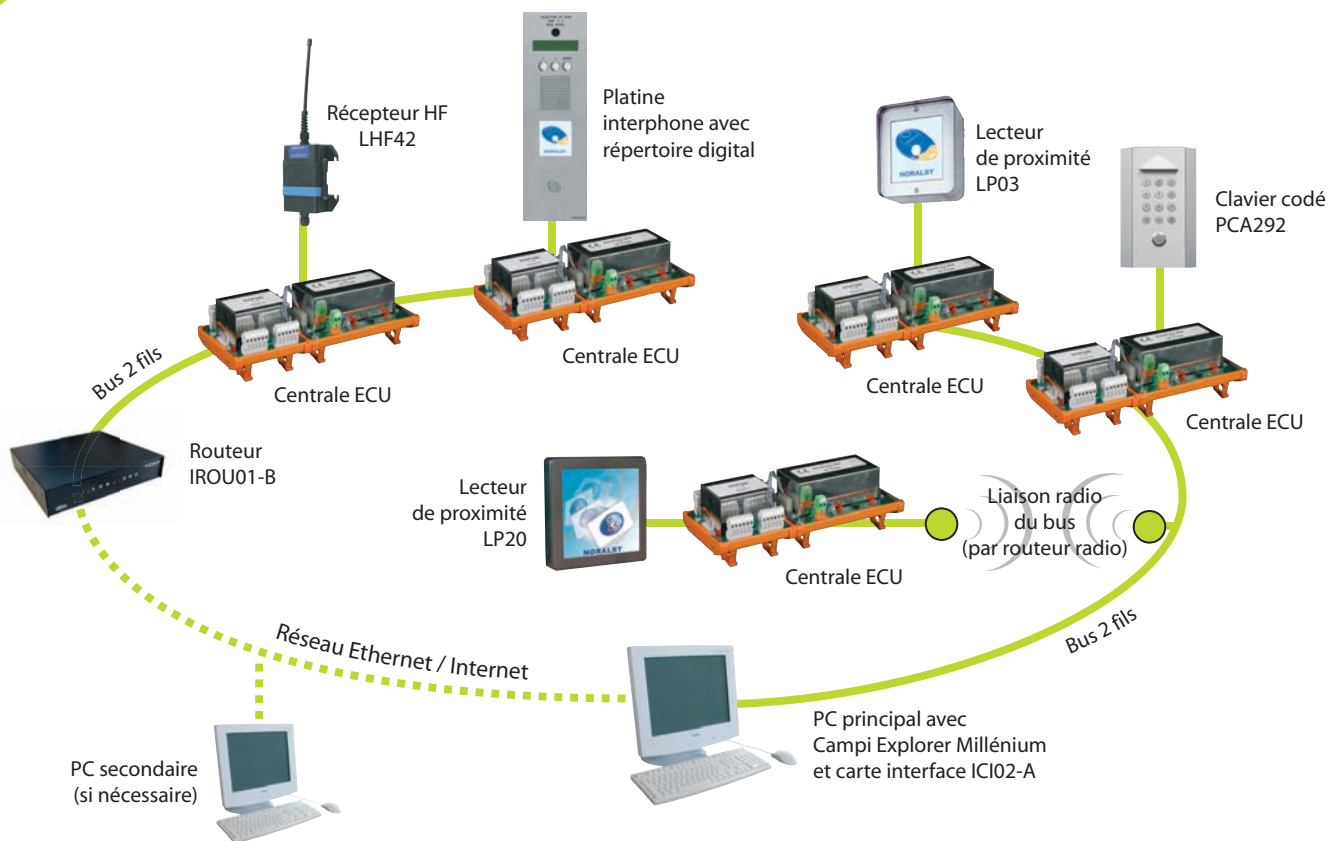 Récepteur HF
LHF42
Platine
interphone avec
répertoire digital
NORALSY
Lecteur
de proximité
LP03
NORALSY
Clavier codé
PCA292
Centrale ECU
Centrale ECU
Centrale ECU
Centrale ECU
Bus 2 fils
Routeur
IROU01-B
Lecteur
de proximité
LP20
NORALSY
Centrale ECU
Liaison radio
du bus
(par routeur radio)
Bus 2 fils
Réseau Ethernet / Internet
PC principal avec
Campi Explorer Millénium
et carte interface ICI02-A
PC secondaire
(si nécessaire)